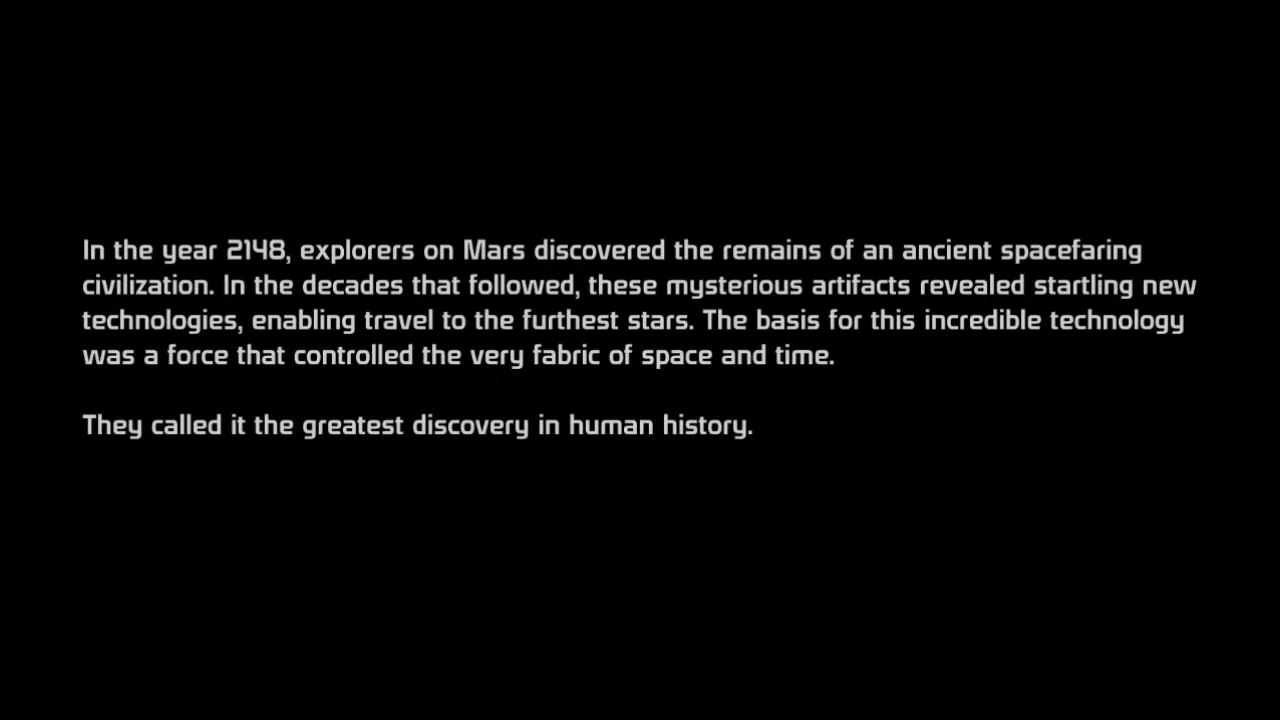 In the year 2148, explorers on Mars discovered the remains of an ancient spacefaring
civilization. In the decades that followed, these mysterious artifacts revealed startling new
technologies, enabling travel to the furthest stars. The basis for this incredible technology
was a force that controlled the very fabric of space and time.
They called it the greatest discovery in human history.